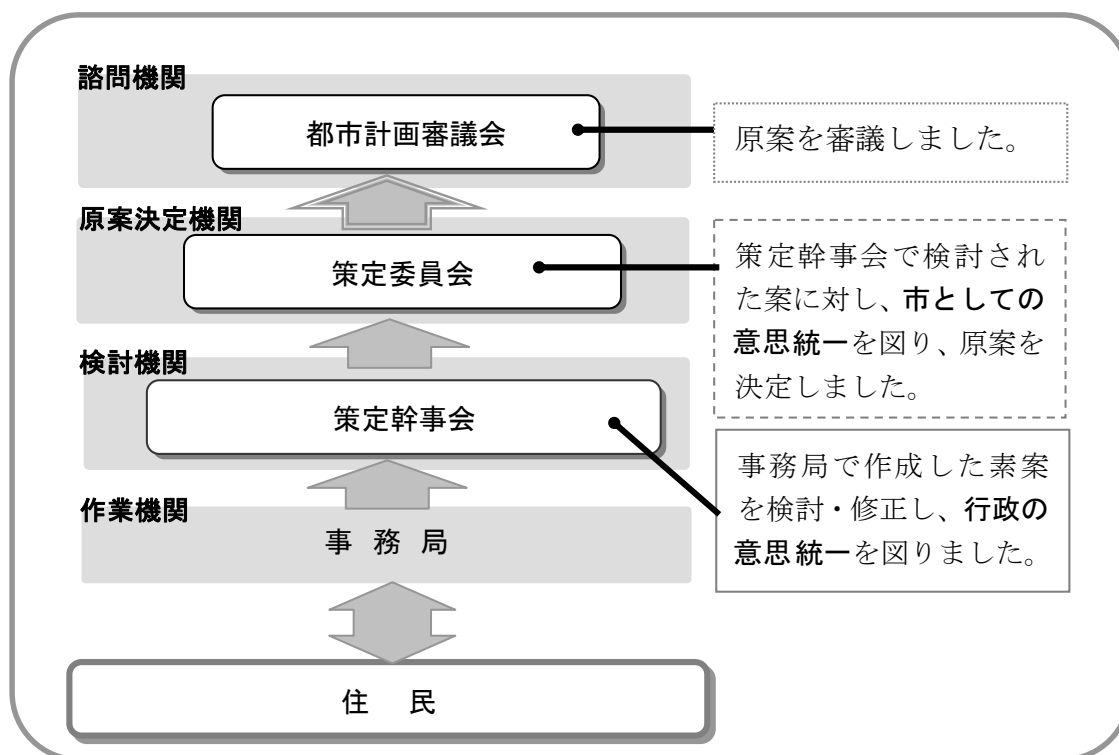 諮問機関
都市計画審議会
原案を審議しました。
原案決定機関
策定委員会
策定幹事会で検討され
た案に対し、市としての
意思統一を図り、原案を
決定しました。
検討機関
策定幹事会
事務局で作成した素案
を検討・修正し、行政の
意思統一を図りました。
作業機関
事務局
住民